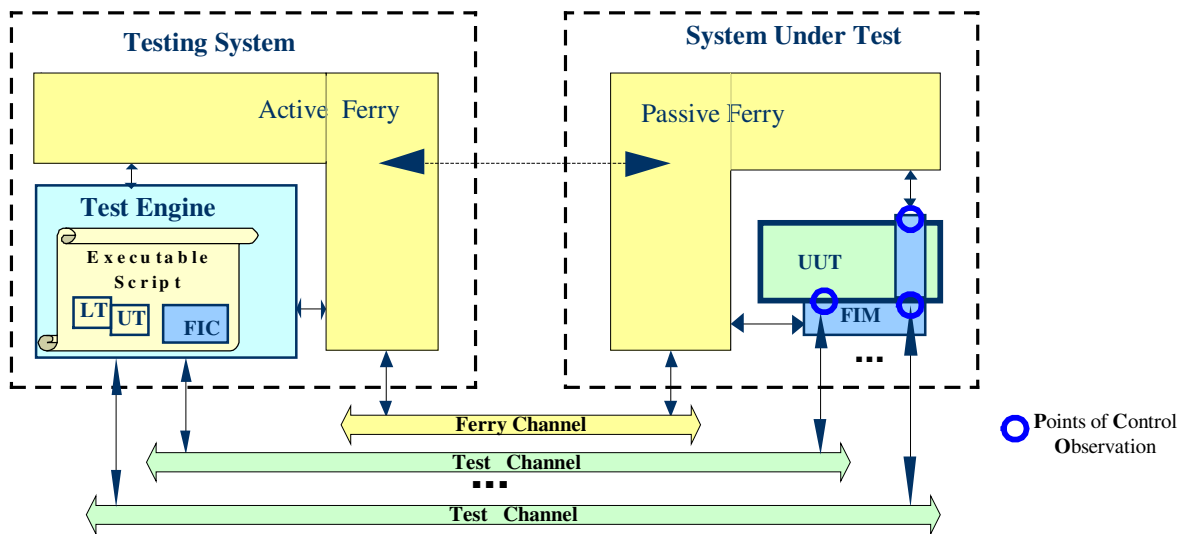 Testing System
System Under Test
Active Ferry
Passive Ferry
Test Engine
Executable
Script
LT
UT
FIC
UUT
FIM
...
Ferry Channel
Test Channel
...
Test Channel
Points of Control
Observation